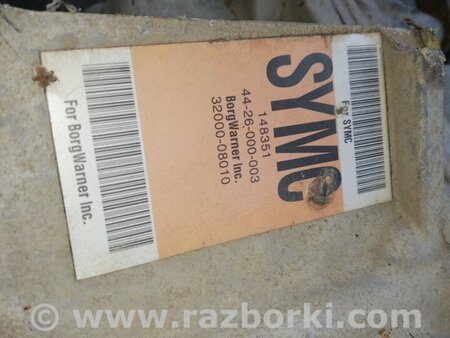 For SYMC
SYMC
148351
44-26-000-003
BorgWarner Inc.
32000-08010
For BorgWarner Inc.
© www.razborki.com